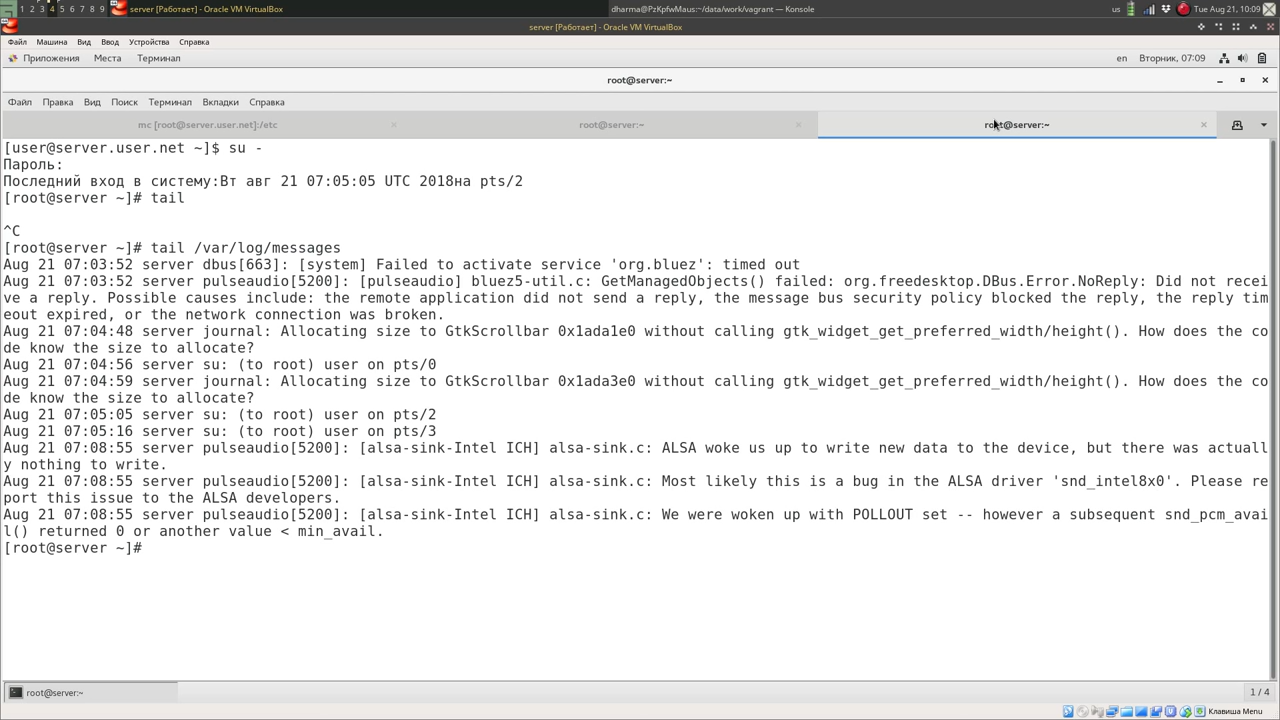 1 2 3 4 5 6 7 8 9
server [Работает] - Oracle VM VirtualBox
dharma@PzKpfwMaus:~/data/work/vagrant — Konsole
us
Tue Aug 21, 10:09
server [Работает] - Oracle VM VirtualBox
Файл Машина Вид Ввод Устройства Справка
Приложения Места Терминал
en Вторник, 07:09
root@server:~
Файл Правка Вид Поиск Терминал Вкладки Справка
mc [root@server.user.net]:/etc
root@server:~
root@server:~
[user@server.user.net ~]$ su -
Пароль:
Последний вход в систему:Вт авг 21 07:05:05 UTC 2018на pts/2
[root@server ~]# tail
^C
[root@server ~]# tail /var/log/messages
Aug 21 07:03:52 server dbus[663]: [system] Failed to activate service 'org.bluez': timed out
Aug 21 07:03:52 server pulseaudio[5200]: [pulseaudio] bluez5-util.c: GetManagedObjects() failed: org.freedesktop.DBus.Error.NoReply: Did not recei
ve a reply. Possible causes include: the remote application did not send a reply, the message bus security policy blocked the reply, the reply tim
eout expired, or the network connection was broken.
Aug 21 07:04:48 server journal: Allocating size to GtkScrollbar 0x1ada1e0 without calling gtk_widget_get_preferred_width/height(). How does the co
de know the size to allocate?
Aug 21 07:04:56 server su: (to root) user on pts/0
Aug 21 07:04:59 server journal: Allocating size to GtkScrollbar 0x1ada3e0 without calling gtk_widget_get_preferred_width/height(). How does the co
de know the size to allocate?
Aug 21 07:05:05 server su: (to root) user on pts/2
Aug 21 07:05:16 server su: (to root) user on pts/3
Aug 21 07:08:55 server pulseaudio[5200]: [alsa-sink-Intel ICH] alsa-sink.c: ALSA woke us up to write new data to the device, but there was actuall
y nothing to write.
Aug 21 07:08:55 server pulseaudio[5200]: [alsa-sink-Intel ICH] alsa-sink.c: Most likely this is a bug in the ALSA driver 'snd_intel8x0'. Please re
port this issue to the ALSA developers.
Aug 21 07:08:55 server pulseaudio[5200]: [alsa-sink-Intel ICH] alsa-sink.c: We were woken up with POLLOUT set -- however a subsequent snd_pcm_avai
l() returned 0 or another value < min_avail.
[root@server ~]#
root@server:~
1 / 4
Клавиша Menu